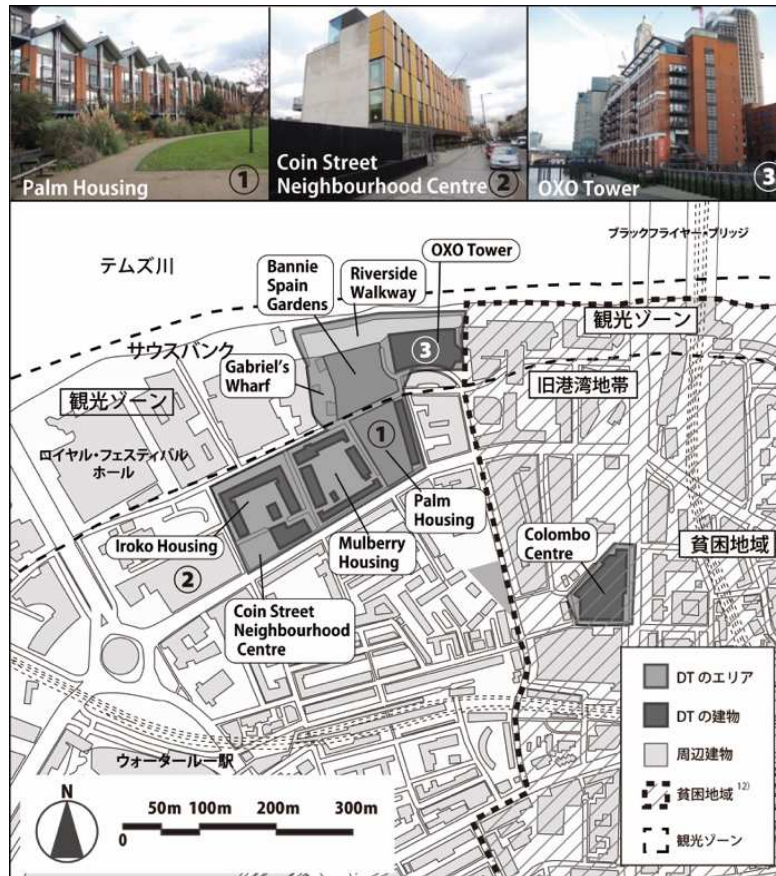 Palm Housing ①
Coin Street
Neighbourhood Centre ②
OXO Tower ③
ブラックフライヤー・ブリッジ
テムズ川
OXO Tower
Bannie
Spain
Gardens
Riverside
Walkway
観光ゾーン
サウスバンク
③
Gabriel's
Wharf
旧港湾地帯
観光ゾーン
①
ロイヤル・フェスティバル
ホール
Palm
Housing
Colombo
Centre
貧困地域
Iroko Housing
Mulberry
Housing
②
Coin Street
Neighbourhood
Centre
DTのエリア
DTの建物
周辺建物
貧困地域 12)
観光ゾーン
ウォータールー駅
N
50m 100m 200m 300m
0